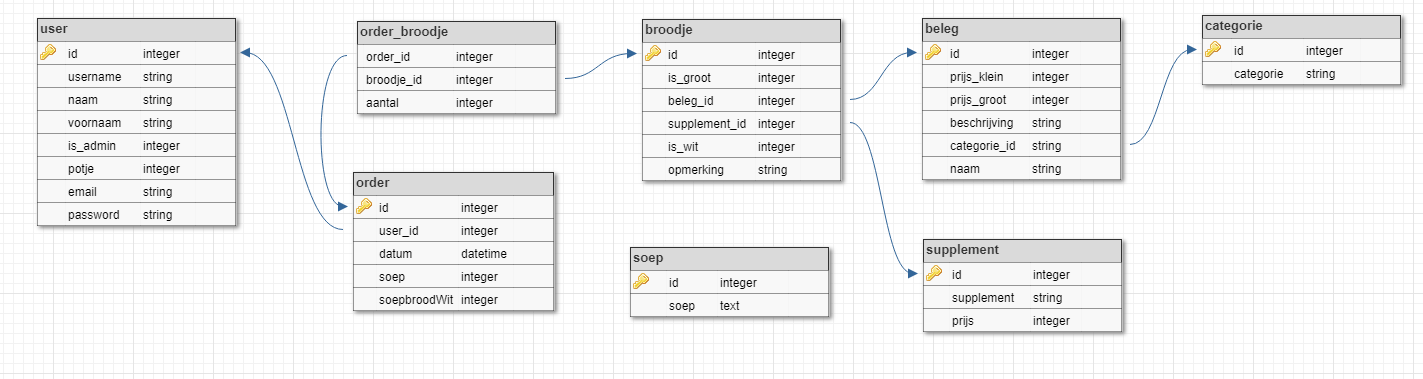 user
id integer
username string
naam string
voornaam string
is_admin integer
potje integer
email string
password string
order_broodje
order_id integer
broodje_id integer
aantal integer
order
id integer
user_id integer
datum datetime
soep integer
soepbroodWit integer
broodje
id integer
is_groot integer
beleg_id integer
supplement_id integer
is_wit integer
opmerking string
soep
id integer
soep text
beleg
id integer
prijs_klein integer
prijs_groot integer
beschrijving string
categorie_id string
naam string
supplement
id integer
supplement string
prijs integer
categorie
id integer
categorie string